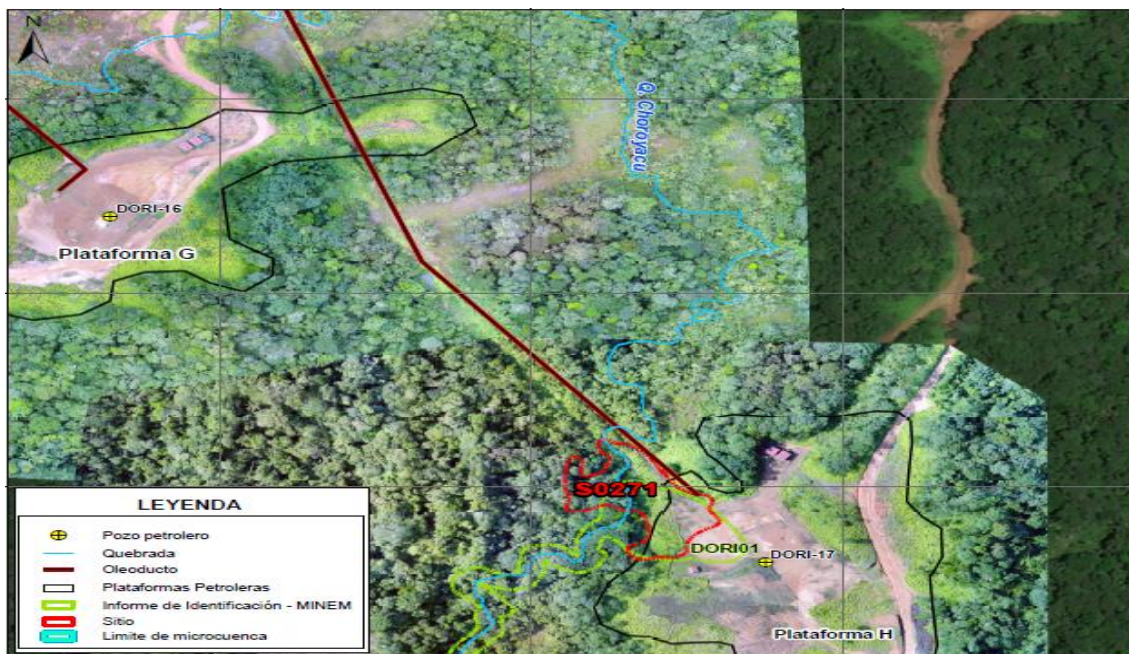 N
Q. Choroyacu
DORI-16
Plataforma G
S0271
DORI01
DORI-17
Plataforma H
LEYENDA
Pozo petrolero
Quebrada
Oleoducto
Plataformas Petroleras
Informe de Identificación - MINEM
Sitio
Limite de microcuenca